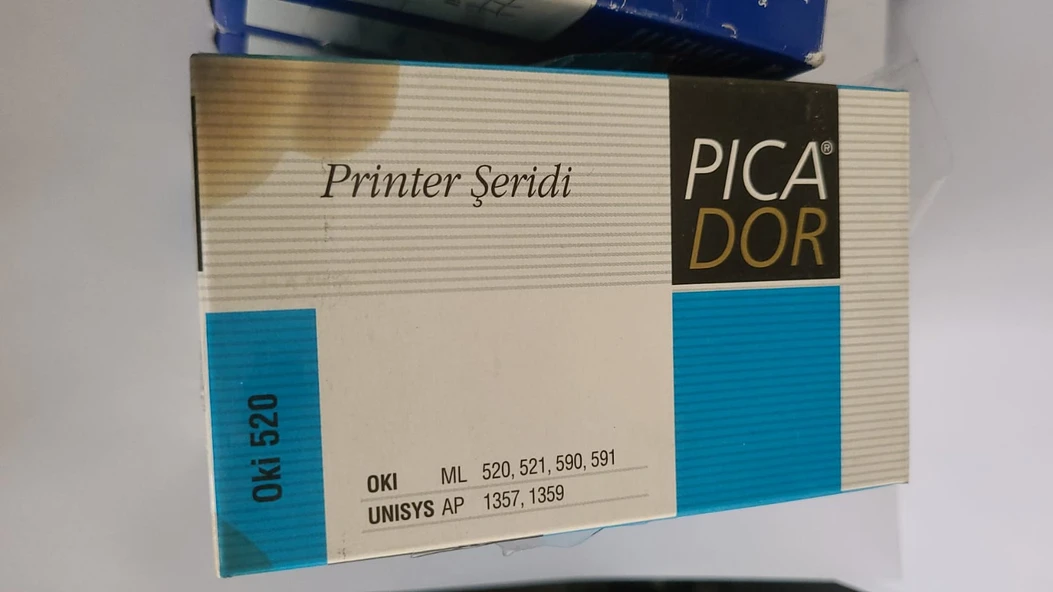 Printer Şeridi
PICA®
DOR
Oki 520
OKI ML 520, 521, 590, 591
UNISYS AP 1357, 1359